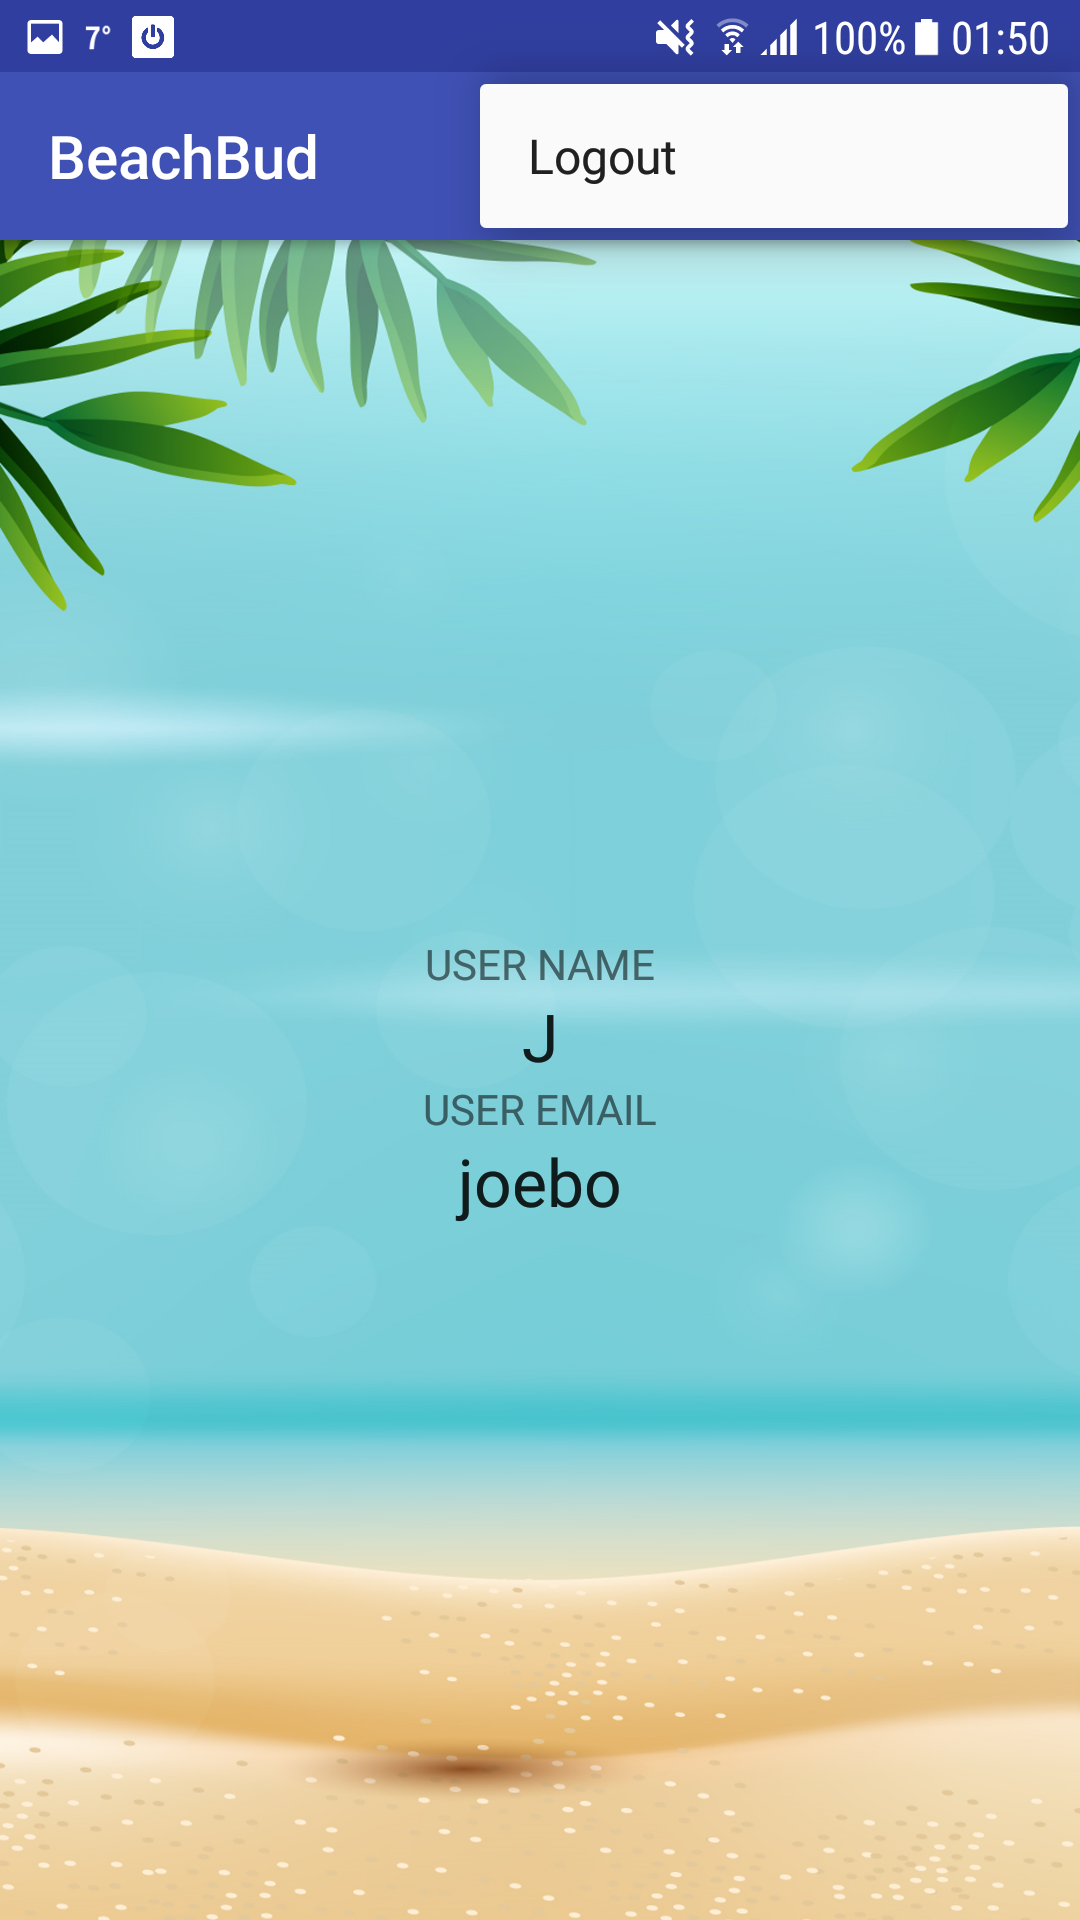 7° 100% 01:50
BeachBud
Logout
USER NAME
J
USER EMAIL
joebo